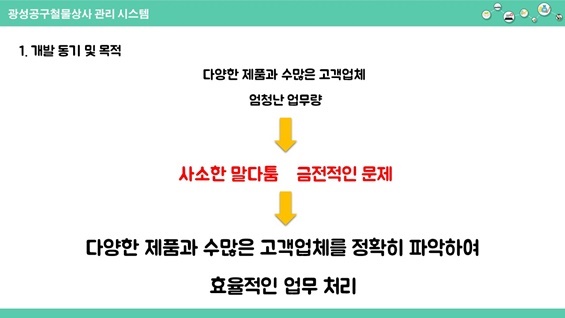 광성공구철물상사 관리 시스템
1. 개발 동기 및 목적
다양한 제품과 수많은 고객업체
엄청난 업무량
사소한 말다툼 금전적인 문제
다양한 제품과 수많은 고객업체를 정확히 파악하여
효율적인 업무 처리